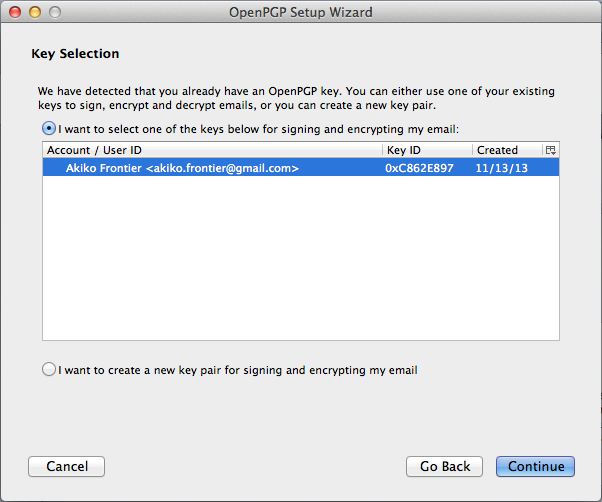 OpenPGP Setup Wizard
Key Selection
We have detected that you already have an OpenPGP key. You can either use one of your existing
keys to sign, encrypt and decrypt emails, or you can create a new key pair.
I want to select one of the keys below for signing and encrypting my email:
Account / User ID Key ID Created
Akiko Frontier <akiko.frontier@gmail.com> 0xC862E897 11/13/13
I want to create a new key pair for signing and encrypting my email
Cancel Go Back Continue